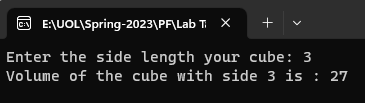 E:\UOL\Spring-2023\PF\Lab Ta
Enter the side length your cube: 3
Volume of the cube with side 3 is : 27